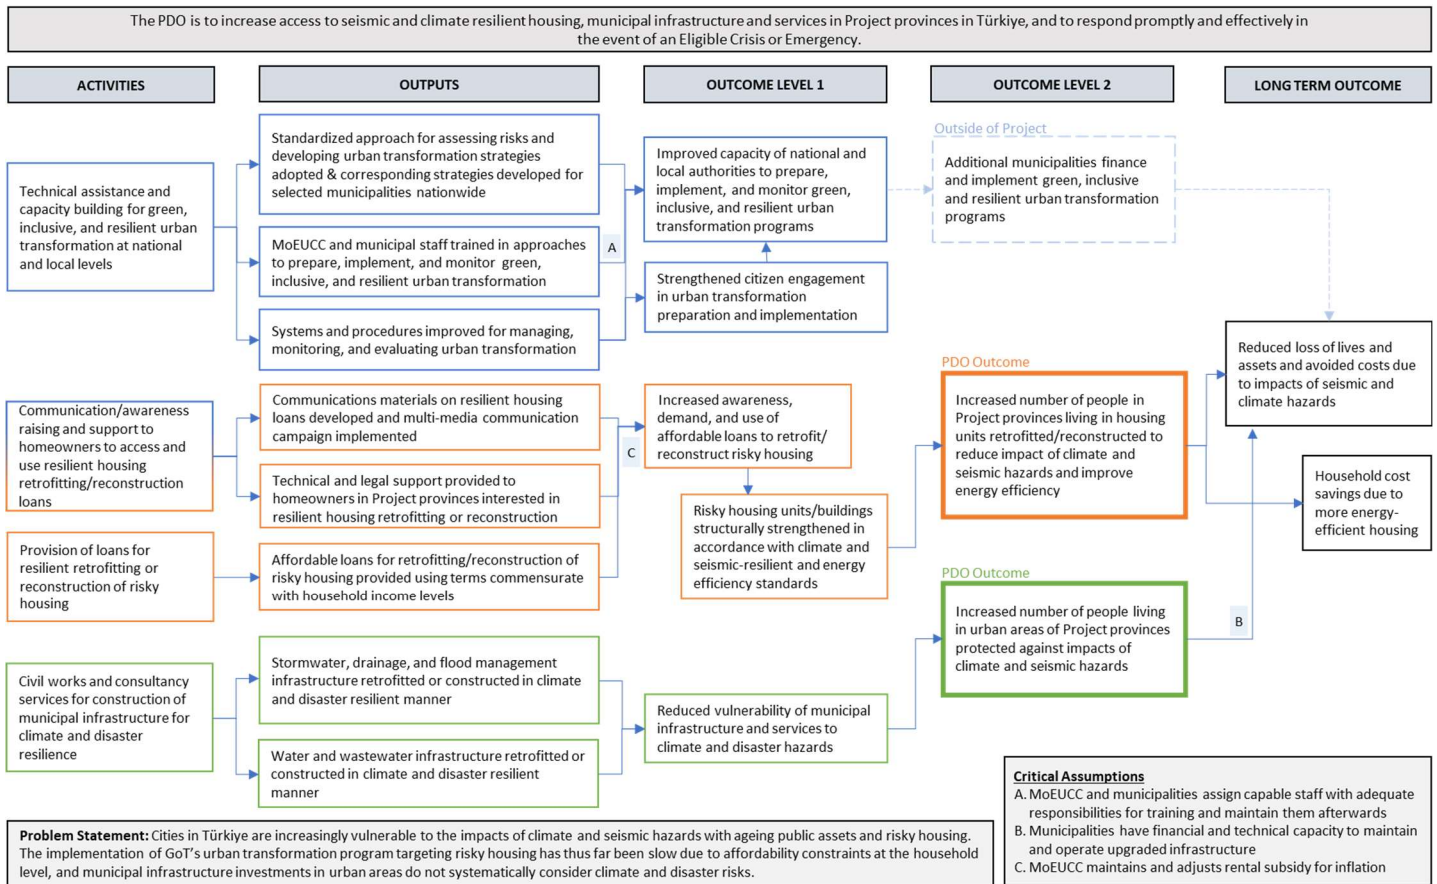 The PDO is to increase access to seismic and climate resilient housing, municipal infrastructure and services in Project provinces in Türkiye, and to respond promptly and effectively in
the event of an Eligible Crisis or Emergency.
ACTIVITIES
OUTPUTS
OUTCOME LEVEL 1
OUTCOME LEVEL 2
LONG TERM OUTCOME
Technical assistance and
capacity building for green,
inclusive, and resilient urban
transformation at national
and local levels
Standardized approach for assessing risks and
developing urban transformation strategies
adopted & corresponding strategies developed for
selected municipalities nationwide
MoEUCC and municipal staff trained in approaches
to prepare, implement, and monitor green,
inclusive, and resilient urban transformation
Systems and procedures improved for managing,
monitoring, and evaluating urban transformation
A
Improved capacity of national and
local authorities to prepare,
implement, and monitor green,
inclusive, and resilient urban
transformation programs
Strengthened citizen engagement
in urban transformation
preparation and implementation
Outside of Project
Additional municipalities finance
and implement green, inclusive
and resilient urban transformation
programs
Communication/awareness
raising and support to
homeowners to access and
use resilient housing
retrofitting/reconstruction
loans
Provision of loans for
resilient retrofitting or
reconstruction of risky
housing
Communications materials on resilient housing
loans developed and multi-media communication
campaign implemented
Technical and legal support provided to
homeowners in Project provinces interested in
resilient housing retrofitting or reconstruction
Affordable loans for retrofitting/reconstruction of
risky housing provided using terms commensurate
with household income levels
C
Increased awareness,
demand, and use of
affordable loans to retrofit/
reconstruct risky housing
Risky housing units/buildings
structurally strengthened in
accordance with climate and
seismic-resilient and energy
efficiency standards
PDO Outcome
Increased number of people in
Project provinces living in housing
units retrofitted/reconstructed to
reduce impact of climate and
seismic hazards and improve
energy efficiency
Reduced loss of lives and
assets and avoided costs due
to impacts of seismic and
climate hazards
Household cost
savings due to
more energy-
efficient housing
Civil works and consultancy
services for construction of
municipal infrastructure for
climate and disaster
resilience
Stormwater, drainage, and flood management
infrastructure retrofitted or constructed in climate
and disaster resilient manner
Water and wastewater infrastructure retrofitted or
constructed in climate and disaster resilient
manner
Reduced vulnerability of municipal
infrastructure and services to
climate and disaster hazards
PDO Outcome
Increased number of people living
in urban areas of Project provinces
protected against impacts of
climate and seismic hazards
B
Problem Statement: Cities in Türkiye are increasingly vulnerable to the impacts of climate and seismic hazards with ageing public assets and risky housing.
The implementation of GoT's urban transformation program targeting risky housing has thus far been slow due to affordability constraints at the household
level, and municipal infrastructure investments in urban areas do not systematically consider climate and disaster risks.
Critical Assumptions
A. MoEUCC and municipalities assign capable staff with adequate
responsibilities for training and maintain them afterwards
B. Municipalities have financial and technical capacity to maintain
and operate upgraded infrastructure
C. MoEUCC maintains and adjusts rental subsidy for inflation